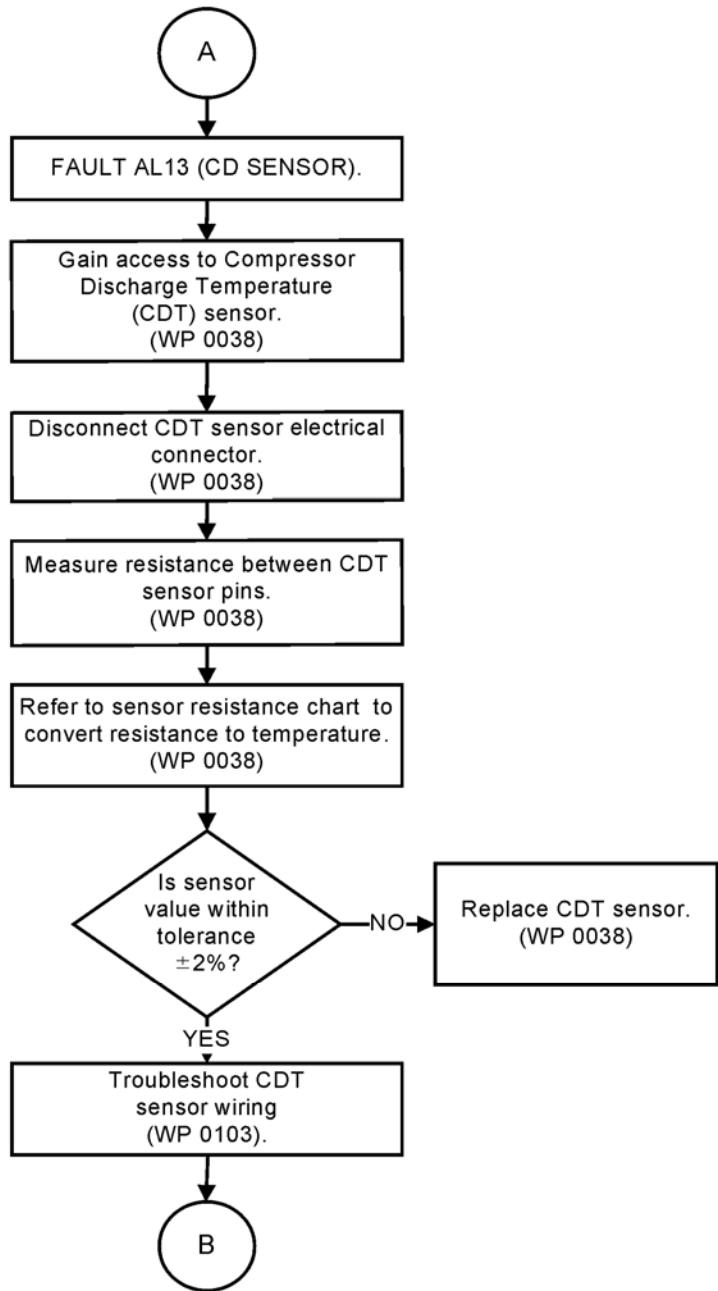 A
FAULT AL13 (CD SENSOR).
Gain access to Compressor
Discharge Temperature
(CDT) sensor.
(WP 0038)
Disconnect CDT sensor electrical
connector.
(WP 0038)
Measure resistance between CDT
sensor pins.
(WP 0038)
Refer to sensor resistance chart to
convert resistance to temperature.
(WP 0038)
Is sensor
value within
tolerance
±2%?
NO
Replace CDT sensor.
(WP 0038)
YES
Troubleshoot CDT
sensor wiring
(WP 0103).
B